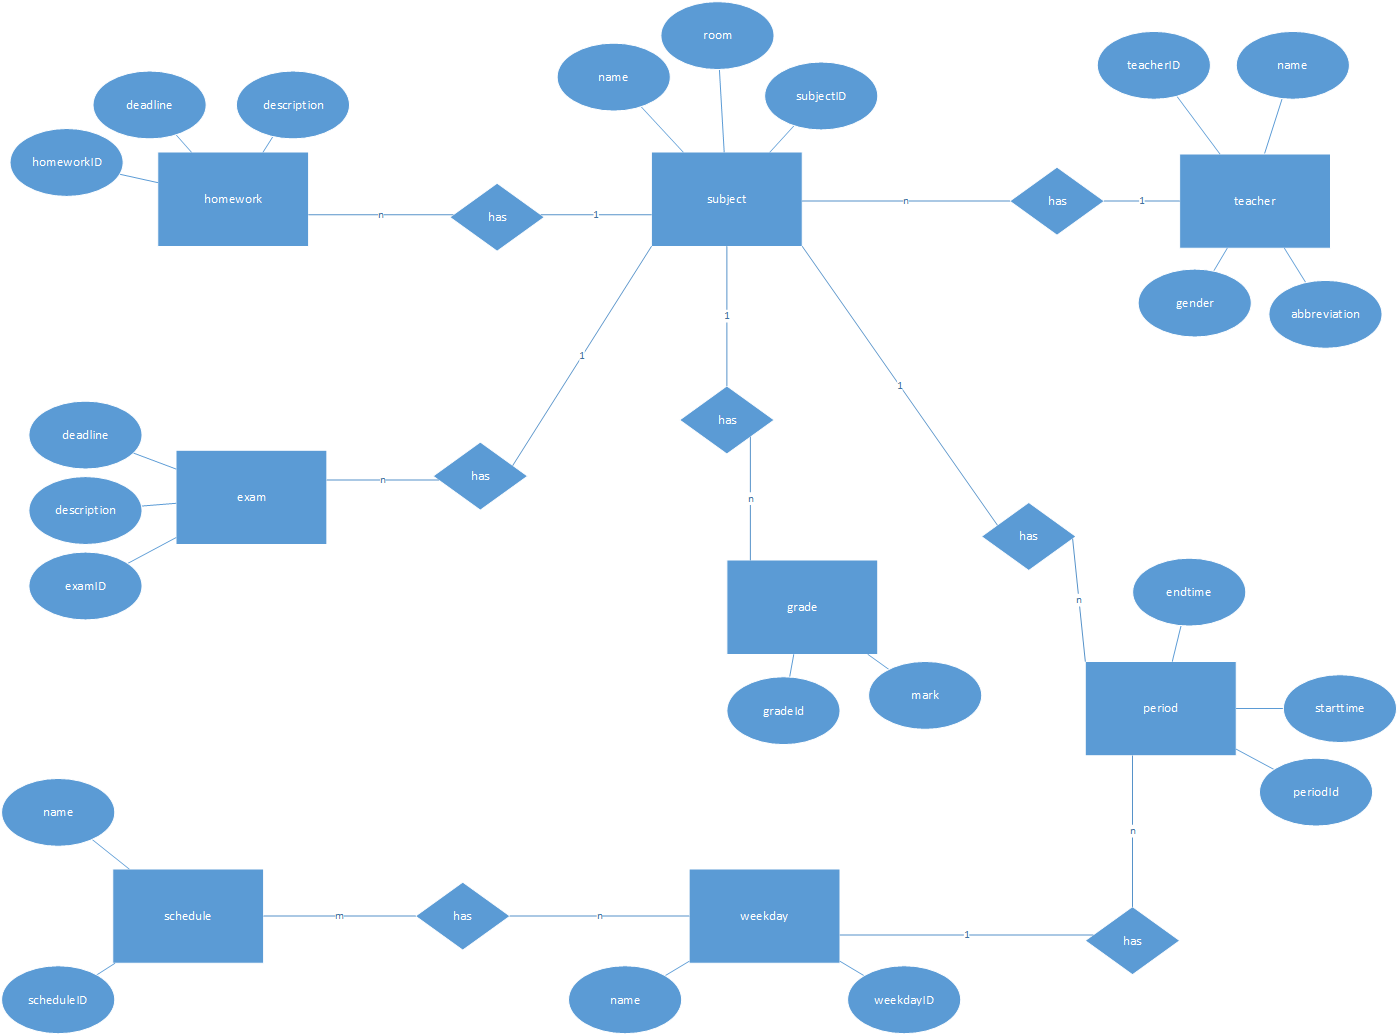 room
name
subjectID
teacherID
name
deadline
description
homeworkID
homework
n
has
1
subject
n
has
1
teacher
gender
abbreviation
1
1
1
has
deadline
description
examID
exam
n
has
n
has
n
grade
gradeId
mark
endtime
period
starttime
periodId
n
name
schedule
scheduleID
m
has
n
weekday
1
has
name
weekdayID